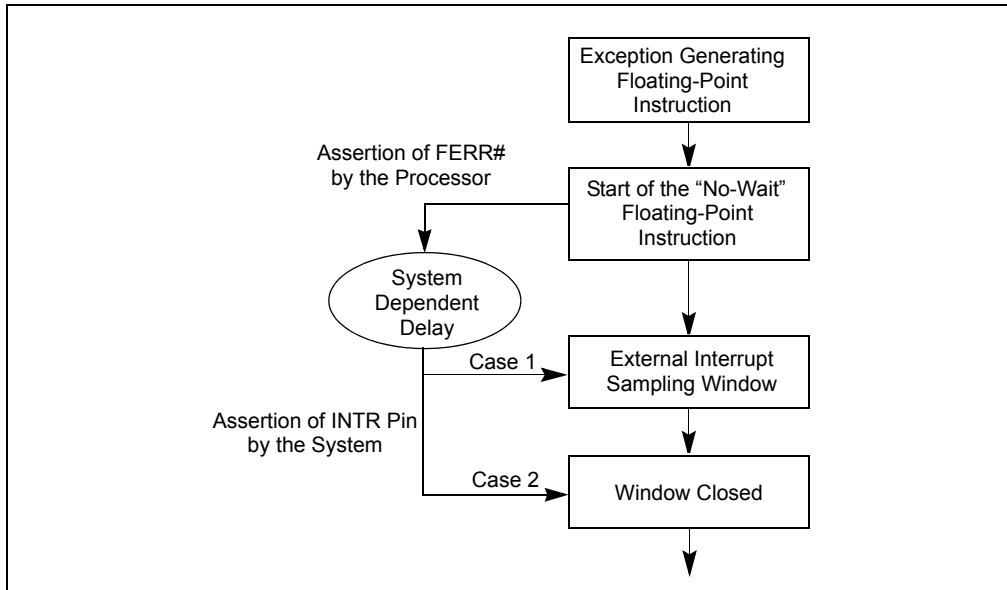 Exception Generating
Floating-Point
Instruction
Assertion of FERR#
by the Processor
Start of the “No-Wait”
Floating-Point
Instruction
System
Dependent
Delay
Case 1
External Interrupt
Sampling Window
Assertion of INTR Pin
by the System
Case 2
Window Closed